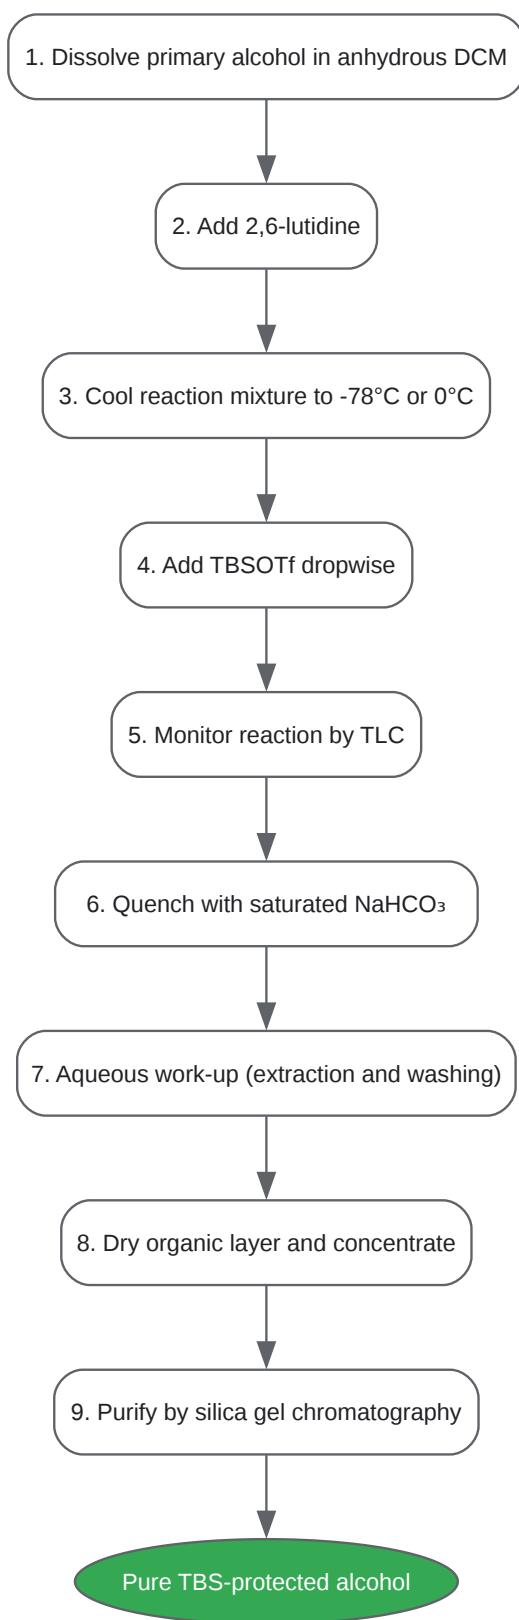 1. Dissolve primary alcohol in anhydrous DCM
2. Add 2,6-lutidine
3. Cool reaction mixture to -78°C or 0°C
4. Add TBSOTf dropwise
5. Monitor reaction by TLC
6. Quench with saturated NaHCO₃
7. Aqueous work-up (extraction and washing)
8. Dry organic layer and concentrate
9. Purify by silica gel chromatography
Pure TBS-protected alcohol